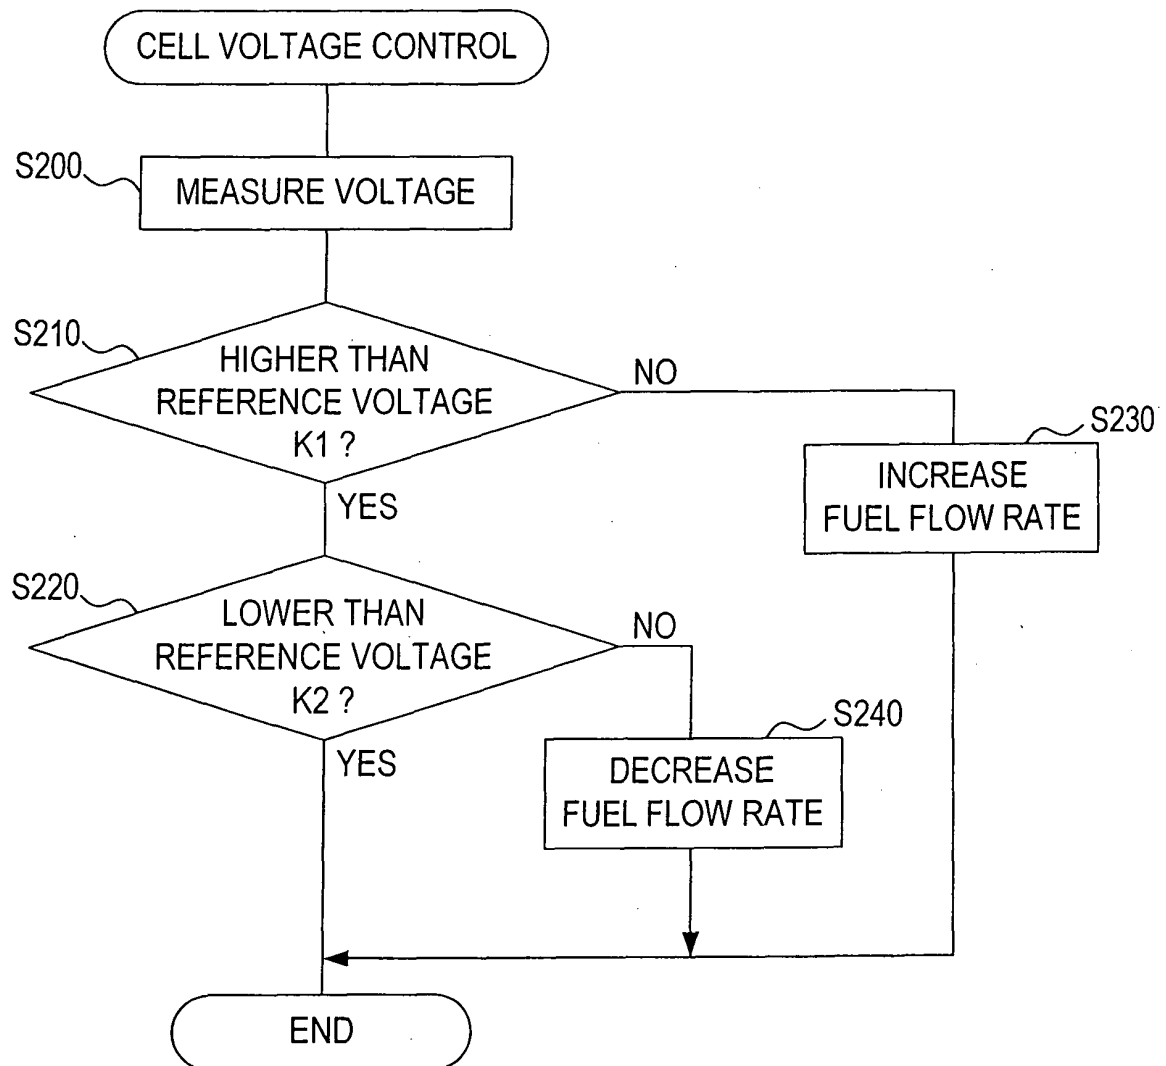 CELL VOLTAGE CONTROL
S200
MEASURE VOLTAGE
S210
HIGHER THAN
REFERENCE VOLTAGE
K1 ?
NO
YES
S230
INCREASE
FUEL FLOW RATE
S220
LOWER THAN
REFERENCE VOLTAGE
K2 ?
NO
YES
S240
DECREASE
FUEL FLOW RATE
END